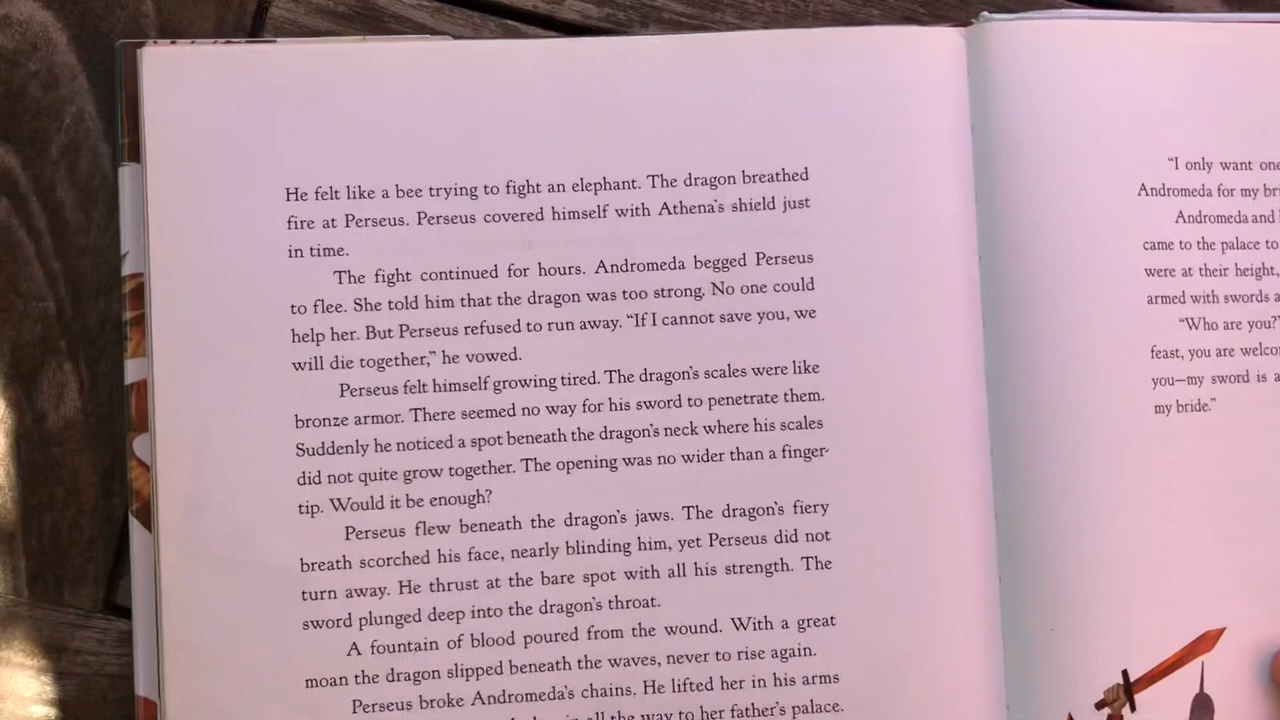 He felt like a bee trying to fight an elephant. The dragon breathed
fire at Perseus. Perseus covered himself with Athena's shield just
in time.
The fight continued for hours. Andromeda begged Perseus
to flee. She told him that the dragon was too strong. No one could
help her. But Perseus refused to run away. “If I cannot save you, we
will die together,” he vowed.
Perseus felt himself growing tired. The dragon's scales were like
bronze armor. There seemed no way for his sword to penetrate them.
Suddenly he noticed a spot beneath the dragon's neck where his scales
did not quite grow together. The opening was no wider than a finger-
tip. Would it be enough?
Perseus flew beneath the dragon's jaws. The dragon's fiery
breath scorched his face, nearly blinding him, yet Perseus did not
turn away. He thrust at the bare spot with all his strength. The
sword plunged deep into the dragon's throat.
A fountain of blood poured from the wound. With a great
moan the dragon slipped beneath the waves, never to rise again.
Perseus broke Andromeda's chains. He lifted her in his arms
all the way to her father's palace.
“I only want one
Andromeda for my
Andromeda and
came to the palace to
were at their height,
armed with swords
“Who are you?”
feast, you are
you—my sword is a
my bride.”